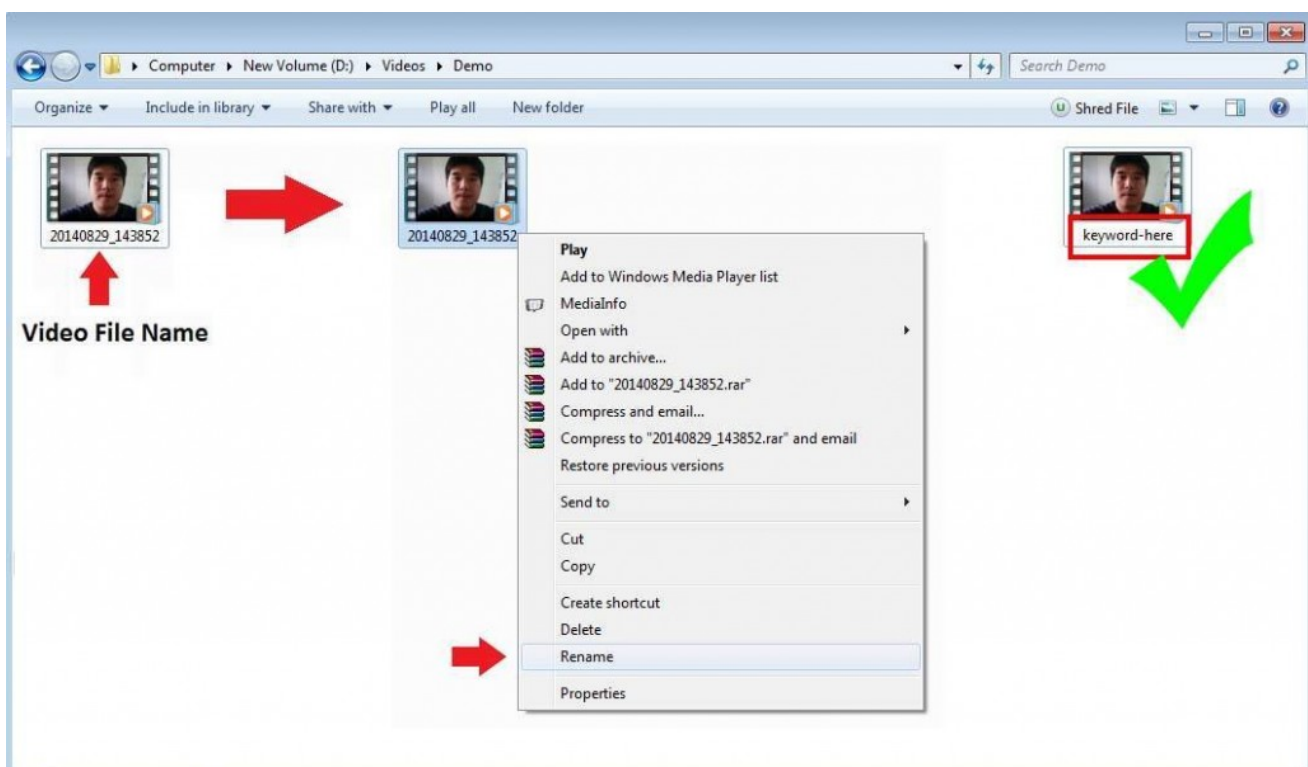 Computer ▸ New Volume (D:) ▸ Videos ▸ Demo
Search Demo
Organize Include in library Share with Play all New folder Shred File
20140829_143852
20140829_143852
keyword-here
Video File Name
Play
Add to Windows Media Player list
MediaInfo
Open with
Add to archive...
Add to "20140829_143852.rar"
Compress and email...
Compress to "20140829_143852.rar" and email
Restore previous versions
Send to
Cut
Copy
Create shortcut
Delete
Rename
Properties